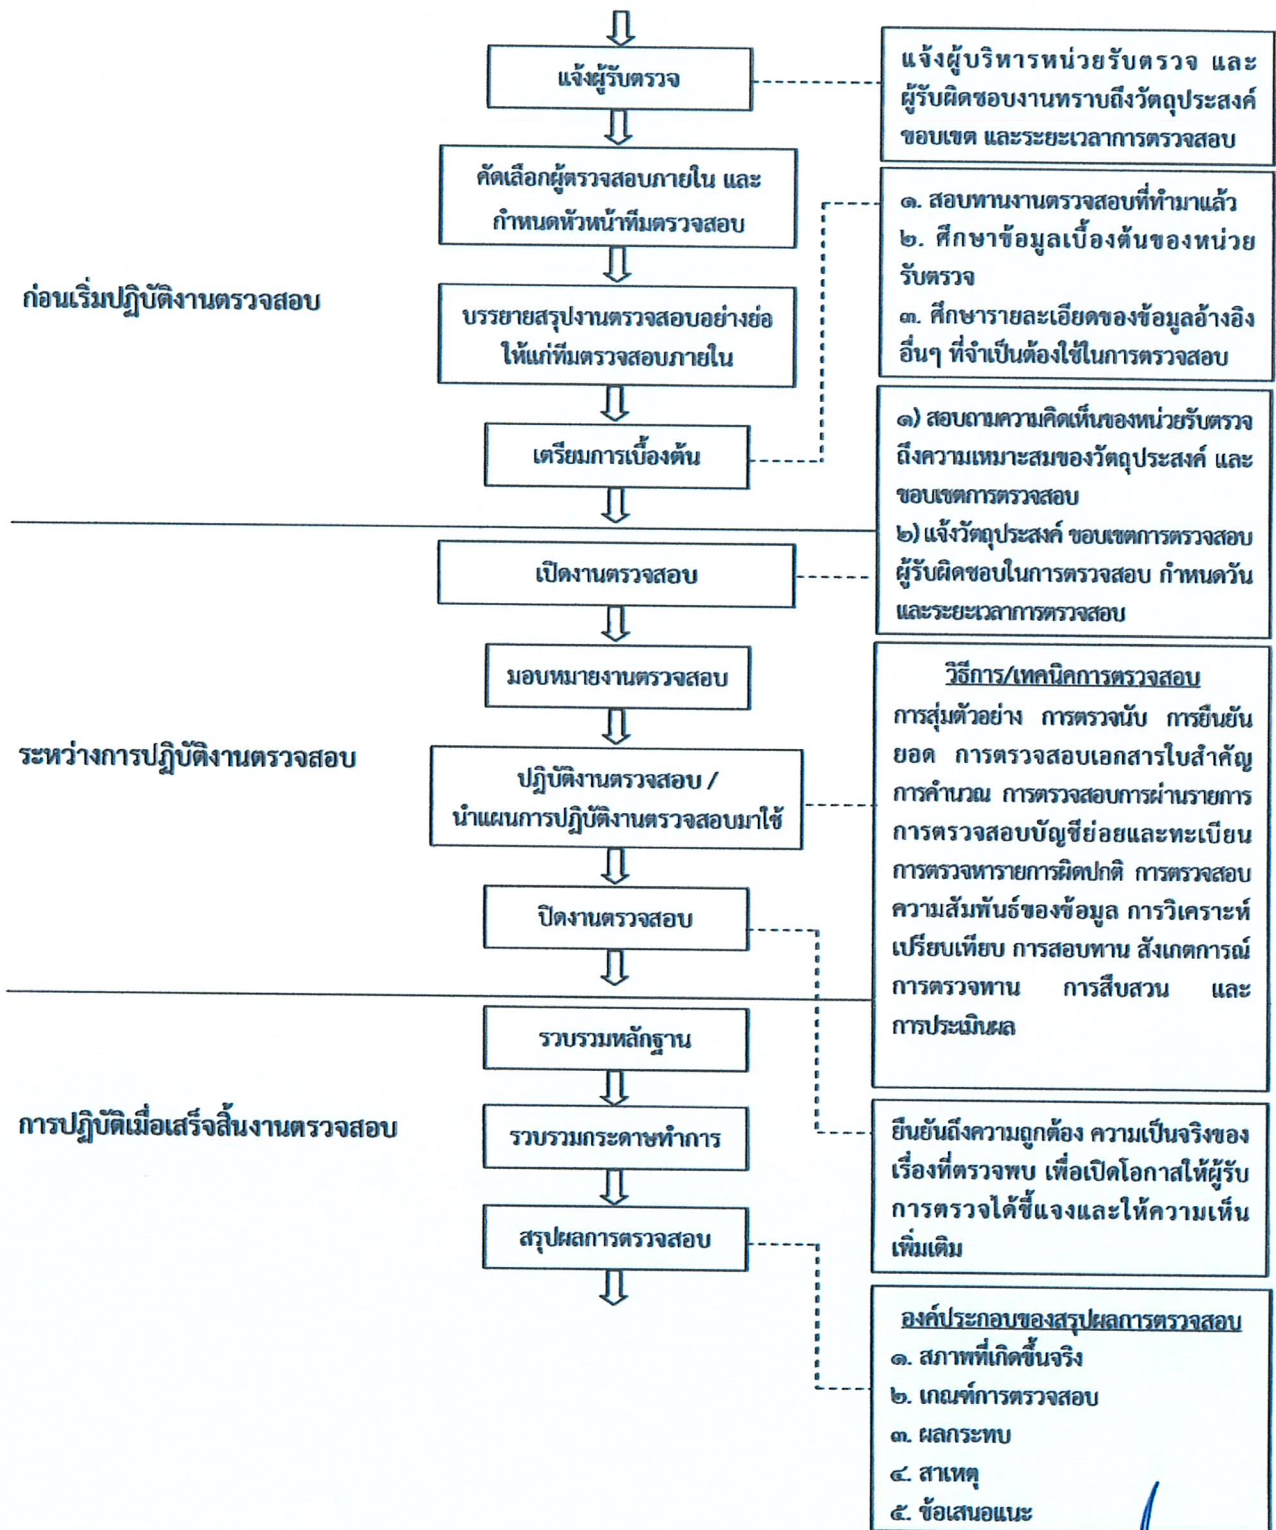 แจ้งผู้รับตรวจ
แจ้งผู้บริหารหน่วยรับตรวจ และ
ผู้รับผิดชอบงานทราบถึงวัตถุประสงค์
ขอบเขต และระยะเวลาการตรวจสอบ
คัดเลือกผู้ตรวจสอบภายใน และ
กำหนดหัวหน้าทีมตรวจสอบ
๑. สอบทานงานตรวจสอบที่ทำมาแล้ว
๒. ศึกษาข้อมูลเบื้องต้นของหน่วย
รับตรวจ
๓. ศึกษารายละเอียดของข้อมูลอ้างอิง
อื่นๆ ที่จำเป็นต้องใช้ในการตรวจสอบ
ก่อนเริ่มปฏิบัติงานตรวจสอบ
บรรยายสรุปงานตรวจสอบอย่างย่อ
ให้แก่ทีมตรวจสอบภายใน
เตรียมการเบื้องต้น
๑) สอบถามความคิดเห็นของหน่วยรับตรวจ
ถึงความเหมาะสมของวัตถุประสงค์ และ
ขอบเขตการตรวจสอบ
๒) แจ้งวัตถุประสงค์ ขอบเขตการตรวจสอบ
ผู้รับผิดชอบในการตรวจสอบ กำหนดวัน
และระยะเวลาการตรวจสอบ
เปิดงานตรวจสอบ
มอบหมายงานตรวจสอบ
ระหว่างการปฏิบัติงานตรวจสอบ
ปฏิบัติงานตรวจสอบ /
นำแผนการปฏิบัติงานตรวจสอบมาใช้
วิธีการ/เทคนิคการตรวจสอบ
การสุ่มตัวอย่าง การตรวจนับ การยืนยัน
ยอด การตรวจสอบเอกสารใบสำคัญ
การคำนวณ การตรวจสอบการผ่านรายการ
การตรวจสอบบัญชีย่อยและทะเบียน
การตรวจหารายการผิดปกติ การตรวจสอบ
ความสัมพันธ์ของข้อมูล การวิเคราะห์
เปรียบเทียบ การสอบทาน สังเกตการณ์
การตรวจทาน การสืบสวน และ
การประเมินผล
ปิดงานตรวจสอบ
รวบรวมหลักฐาน
การปฏิบัติเมื่อเสร็จสิ้นงานตรวจสอบ
รวบรวมกระดาษทำการ
ยืนยันถึงความถูกต้อง ความเป็นจริงของ
เรื่องที่ตรวจพบ เพื่อเปิดโอกาสให้ผู้รับ
การตรวจได้ชี้แจงและให้ความเห็น
เพิ่มเติม
สรุปผลการตรวจสอบ
องค์ประกอบของสรุปผลการตรวจสอบ
๑. สภาพที่เกิดขึ้นจริง
๒. เกณฑ์การตรวจสอบ
๓. ผลกระทบ
๔. สาเหตุ
๕. ข้อเสนอแนะ